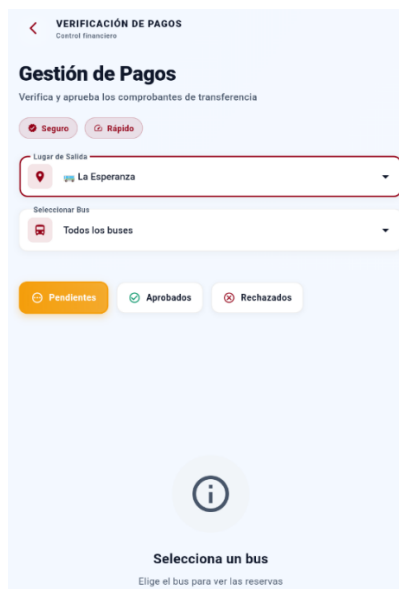 VERIFICACIÓN DE PAGOS
Control financiero
Gestión de Pagos
Verifica y aprueba los comprobantes de transferencia
Seguro
Rápido
Lugar de Salida
La Esperanza
Seleccionar Bus
Todos los buses
Pendientes
Aprobados
Rechazados
Selecciona un bus
Elige el bus para ver las reservas